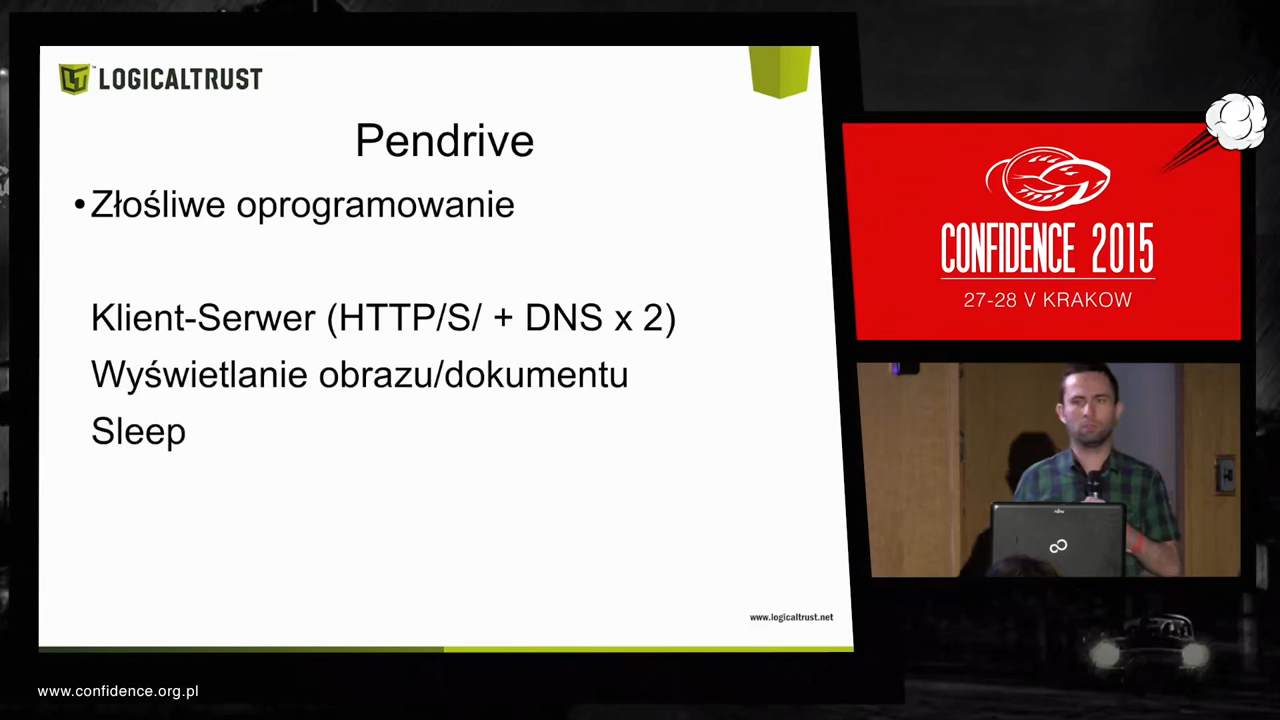 LOGICALTRUST
Pendrive
•Złośliwe oprogramowanie
Klient-Serwer (HTTP/S/ + DNS x 2)
Wyświetlanie obrazu/dokumentu
Sleep
www.logicaltrust.net
CONFIDENCE 2015
27-28 V KRAKOW
www.confidence.org.pl